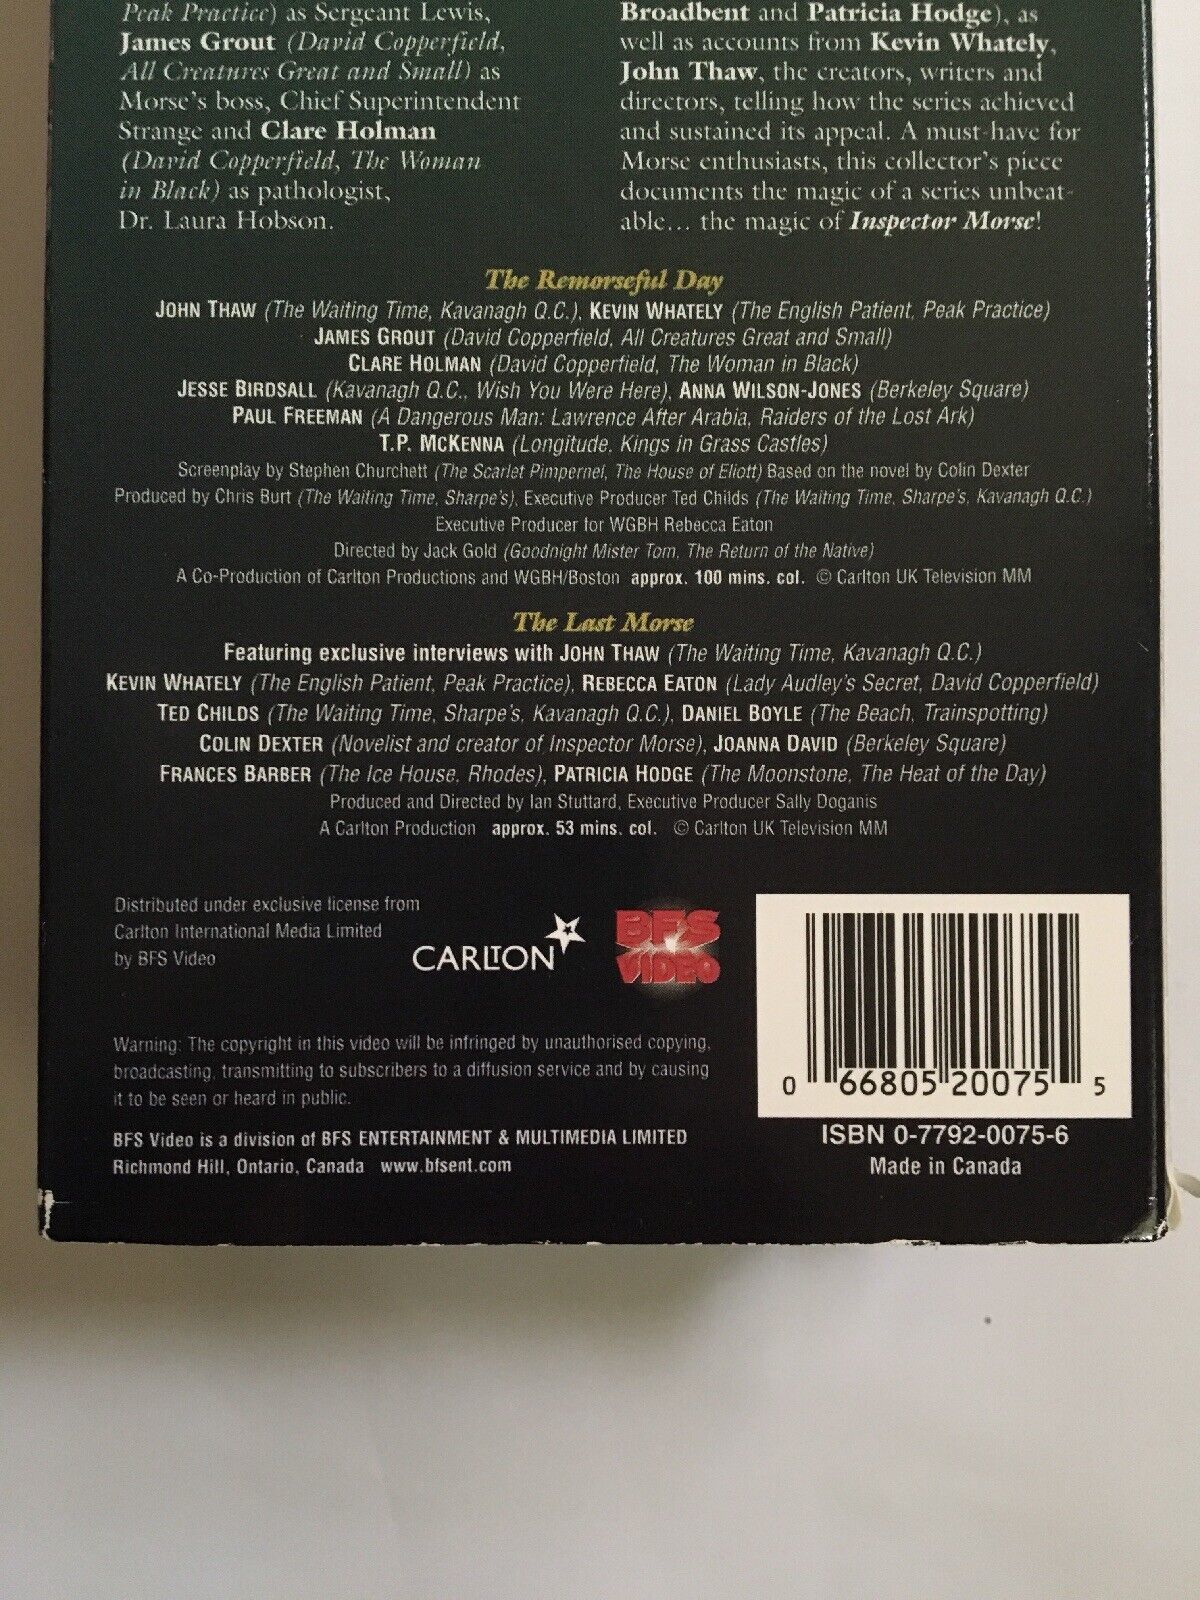 Peak Practice) as Sergeant Lewis,
James Grout (David Copperfield,
All Creatures Great and Small) as
Morse's boss, Chief Superintendent
Strange and Clare Holman
(David Copperfield, The Woman
in Black) as pathologist,
Dr. Laura Hobson.
Broadbent and Patricia Hodge), as
well as accounts from Kevin Whately,
John Thaw, the creators, writers and
directors, telling how the series achieved
and sustained its appeal. A must-have for
Morse enthusiasts, this collector's piece
documents the magic of a series unbeat-
able... the magic of Inspector Morse!
The Remorseful Day
JOHN THAW (The Waiting Time, Kavanagh Q.C.), KEVIN WHATELY (The English Patient, Peak Practice)
JAMES GROUT (David Copperfield, All Creatures Great and Small)
CLARE HOLMAN (David Copperfield, The Woman in Black)
JESSE BIRDSALL (Kavanagh Q.C., Wish You Were Here), ANNA WILSON-JONES (Berkeley Square)
PAUL FREEMAN (A Dangerous Man: Lawrence After Arabia, Raiders of the Lost Ark)
T.P. MCKENNA (Longitude, Kings in Grass Castles)
Screenplay by Stephen Churchett (The Scarlet Pimpernel, The House of Eliott) Based on the novel by Colin Dexter
Produced by Chris Burt (The Waiting Time, Sharpe's), Executive Producer Ted Childs (The Waiting Time, Sharpe's, Kavanagh Q.C.)
Executive Producer for WGBH Rebecca Eaton
Directed by Jack Gold (Goodnight Mister Tom, The Return of the Native)
A Co-Production of Carlton Productions and WGBH/Boston approx. 100 mins. col. © Carlton UK Television MM
The Last Morse
Featuring exclusive interviews with JOHN THAW (The Waiting Time, Kavanagh Q.C.)
KEVIN WHATELY (The English Patient, Peak Practice), REBECCA EATON (Lady Audley's Secret, David Copperfield)
TED CHILDS (The Waiting Time, Sharpe's, Kavanagh Q.C.), DANIEL BOYLE (The Beach, Trainspotting)
COLIN DEXTER (Novelist and creator of Inspector Morse), JOANNA DAVID (Berkeley Square)
FRANCES BARBER (The Ice House, Rhodes), PATRICIA HODGE (The Moonstone, The Heat of the Day)
Produced and Directed by Ian Stuttard, Executive Producer Sally Doganis
A Carlton Production approx. 53 mins. col. © Carlton UK Television MM
Distributed under exclusive license from
Carlton International Media Limited
by BFS Video
CARLTON
BFS
VIDEO
Warning: The copyright in this video will be infringed by unauthorised copying,
broadcasting, transmitting to subscribers to a diffusion service and by causing
it to be seen or heard in public.
BFS Video is a division of BFS ENTERTAINMENT & MULTIMEDIA LIMITED
Richmond Hill, Ontario, Canada www.bfsent.com
0 66805 20075 5
ISBN 0-7792-0075-6
Made in Canada